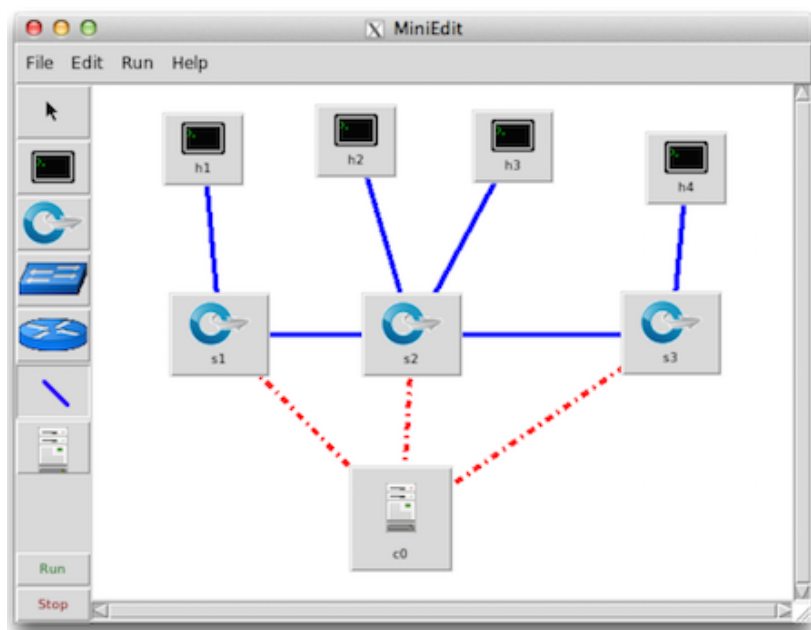 MiniEdit
File Edit Run Help
h1
h2
h3
h4
s1
s2
s3
c0
Run
Stop